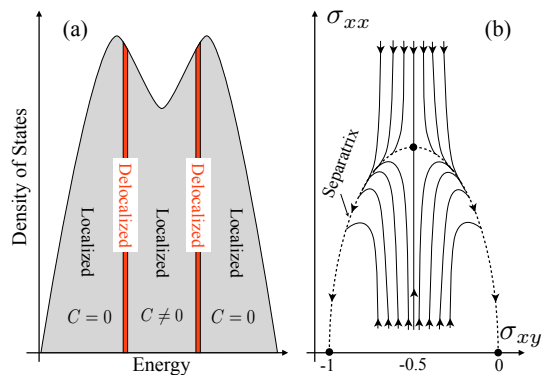 (a)
Density of States
Localized
Delocalized
Localized
Delocalized
Localized
C = 0
C ≠ 0
C = 0
Energy
σxx
(b)
Separatrix
σxy
-1
-0.5
0